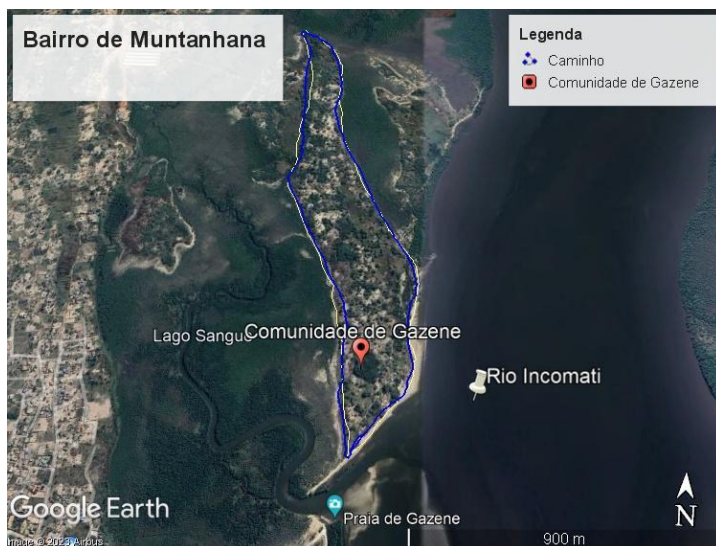 Bairro de Muntanhana
Legenda
Caminho
Comunidade de Gazene
Lago Sanguo
Comunidade de Gazene
Rio Incomati
Google Earth
Praia de Gazene
N
Image © 2023 Airbus
900 m